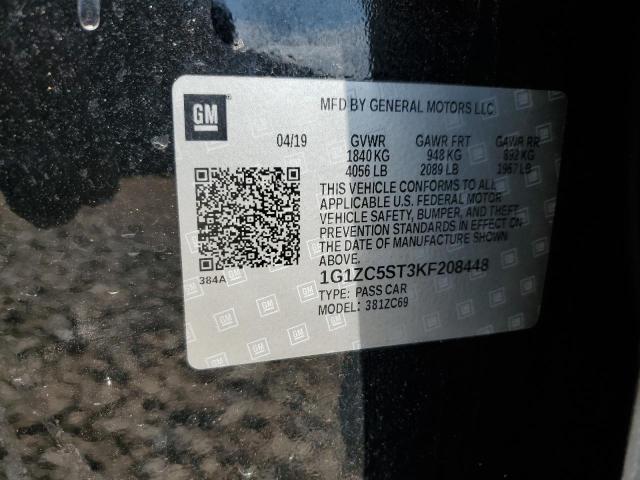 GM
MFD BY GENERAL MOTORS LLC
04/19 GVWR GAWR FRT GAWR RR
1840 KG 948 KG 892 KG
4056 LB 2089 LB 1967 LB
THIS VEHICLE CONFORMS TO ALL
APPLICABLE U.S. FEDERAL MOTOR
VEHICLE SAFETY, BUMPER, AND THEFT
PREVENTION STANDARDS IN EFFECT ON
THE DATE OF MANUFACTURE SHOWN
ABOVE.
384A
1G1ZC5ST3KF208448
TYPE: PASS CAR
MODEL: 381ZC69